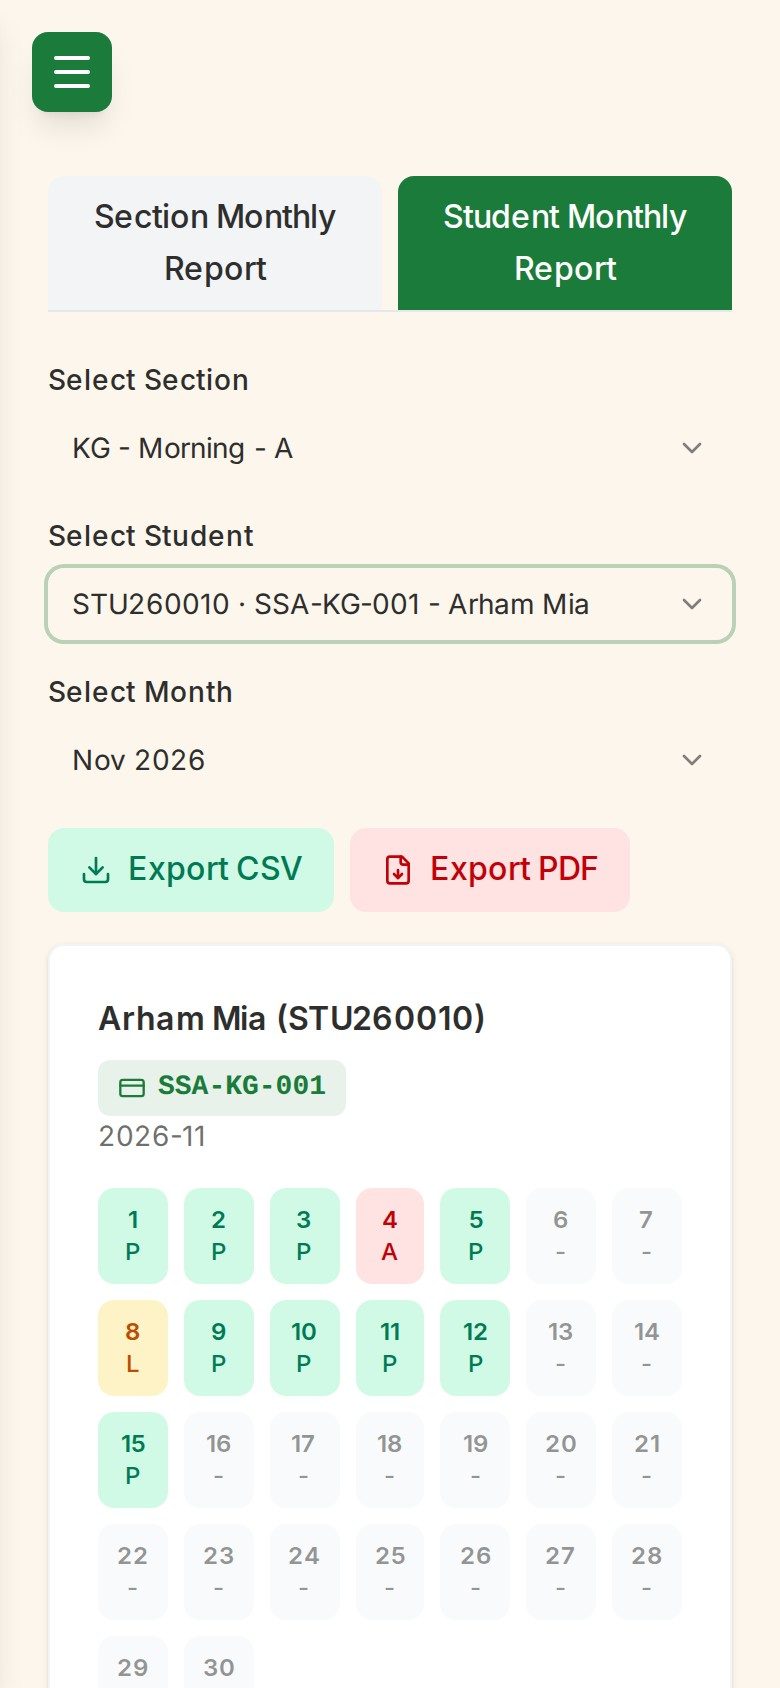 Section Monthly
Report
Student Monthly
Report
Select Section
KG - Morning - A
Select Student
STU260010 · SSA-KG-001 - Arham Mia
Select Month
Nov 2026
Export CSV
Export PDF
Arham Mia (STU260010)
SSA-KG-001
2026-11
1 2 3 4 5 6 7
P P P A P - -
8 9 10 11 12 13 14
L P P P P - -
15 16 17 18 19 20 21
P - - - - - -
22 23 24 25 26 27 28
- - - - - - -
29 30